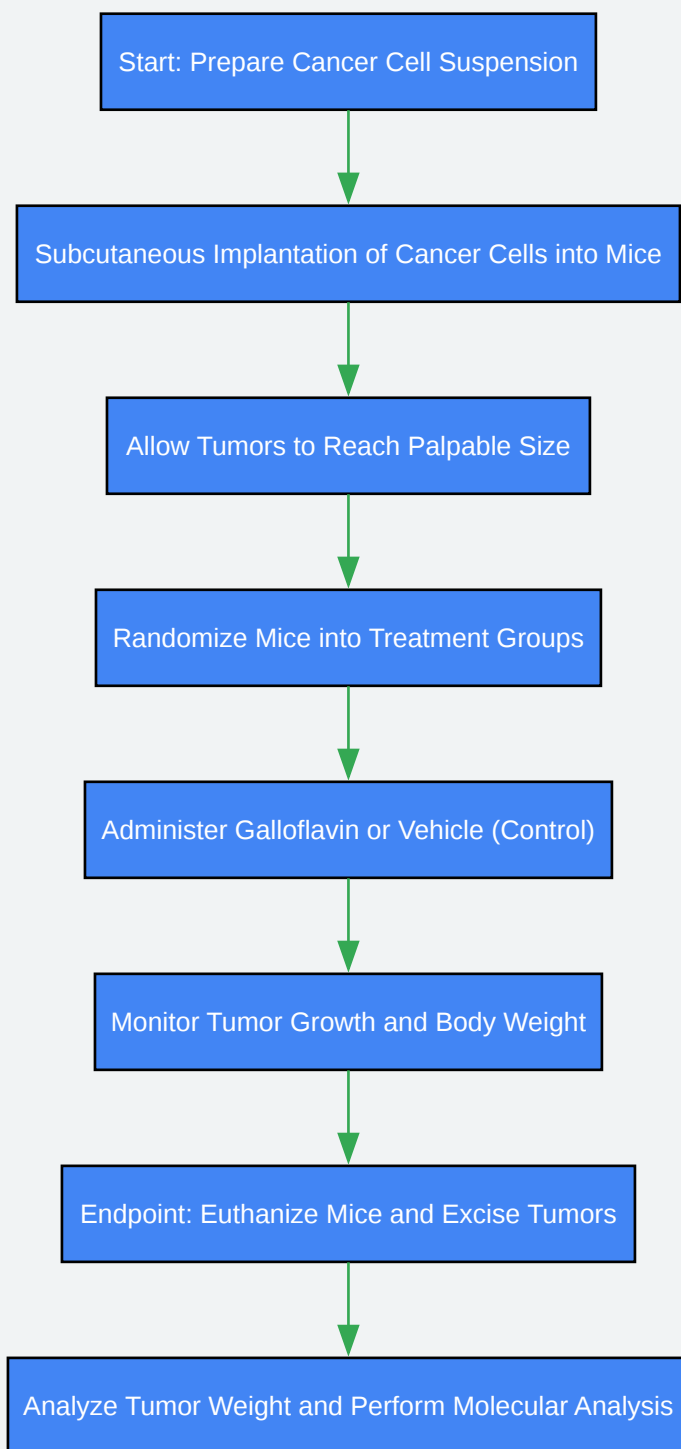 Start: Prepare Cancer Cell Suspension
Subcutaneous Implantation of Cancer Cells into Mice
Allow Tumors to Reach Palpable Size
Randomize Mice into Treatment Groups
Administer Galloflavin or Vehicle (Control)
Monitor Tumor Growth and Body Weight
Endpoint: Euthanize Mice and Excise Tumors
Analyze Tumor Weight and Perform Molecular Analysis